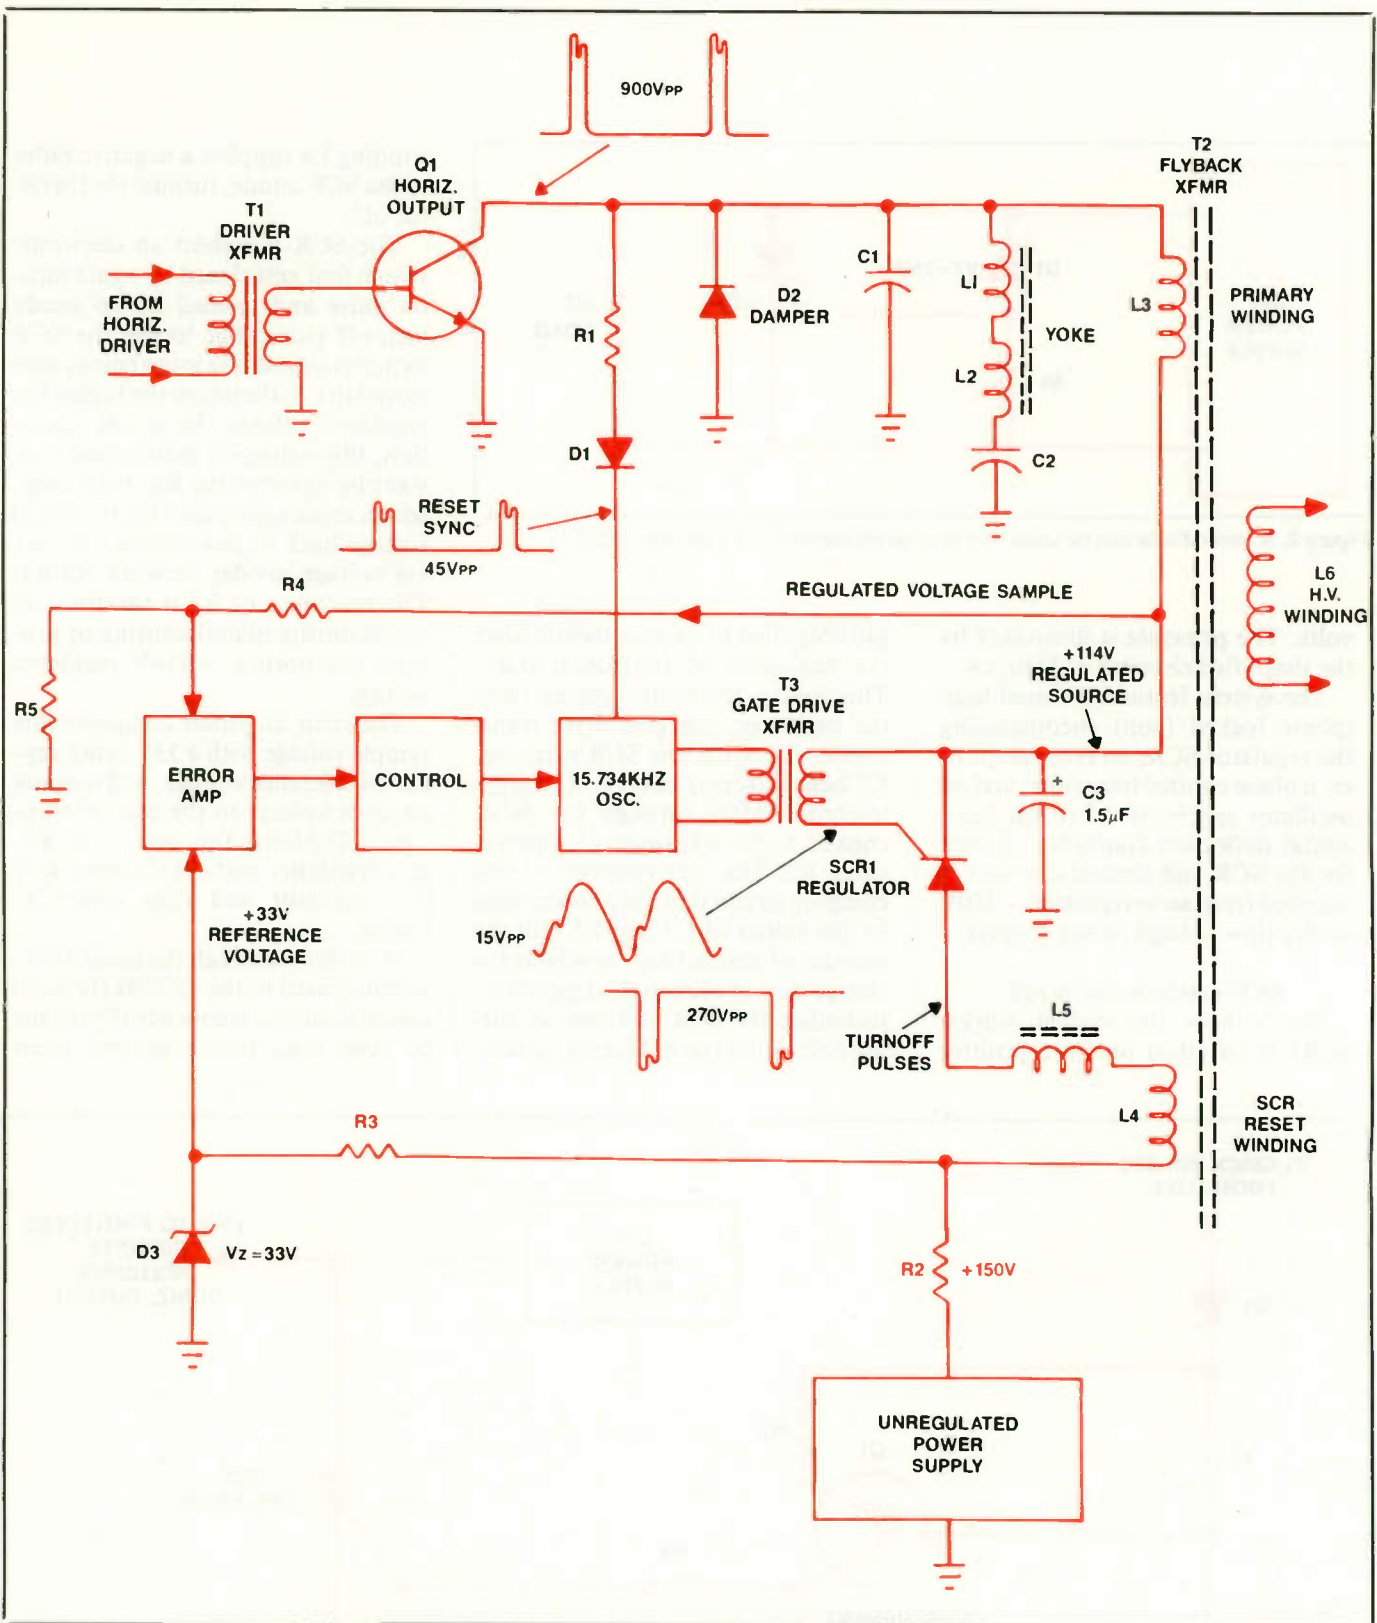 900VPP
T2
FLYBACK
XFMR
Q1
HORIZ.
OUTPUT
T1
DRIVER
XFMR
FROM
HORIZ.
DRIVER
R1
D2
DAMPER
C1
L1
YOKE
L2
C2
L3
PRIMARY
WINDING
D1
RESET
SYNC
45VPP
R4
REGULATED VOLTAGE SAMPLE
L6
H.V.
WINDING
+114V
REGULATED
SOURCE
R5
T3
GATE DRIVE
XFMR
ERROR
AMP
CONTROL
15.734KHZ
OSC.
+
C3
1.5μF
SCR1
REGULATOR
+33V
REFERENCE
VOLTAGE
15VPP
270VPP
TURNOFF
PULSES
L5
L4
SCR
RESET
WINDING
R3
D3
Vz=33V
R2
+150V
UNREGULATED
POWER
SUPPLY